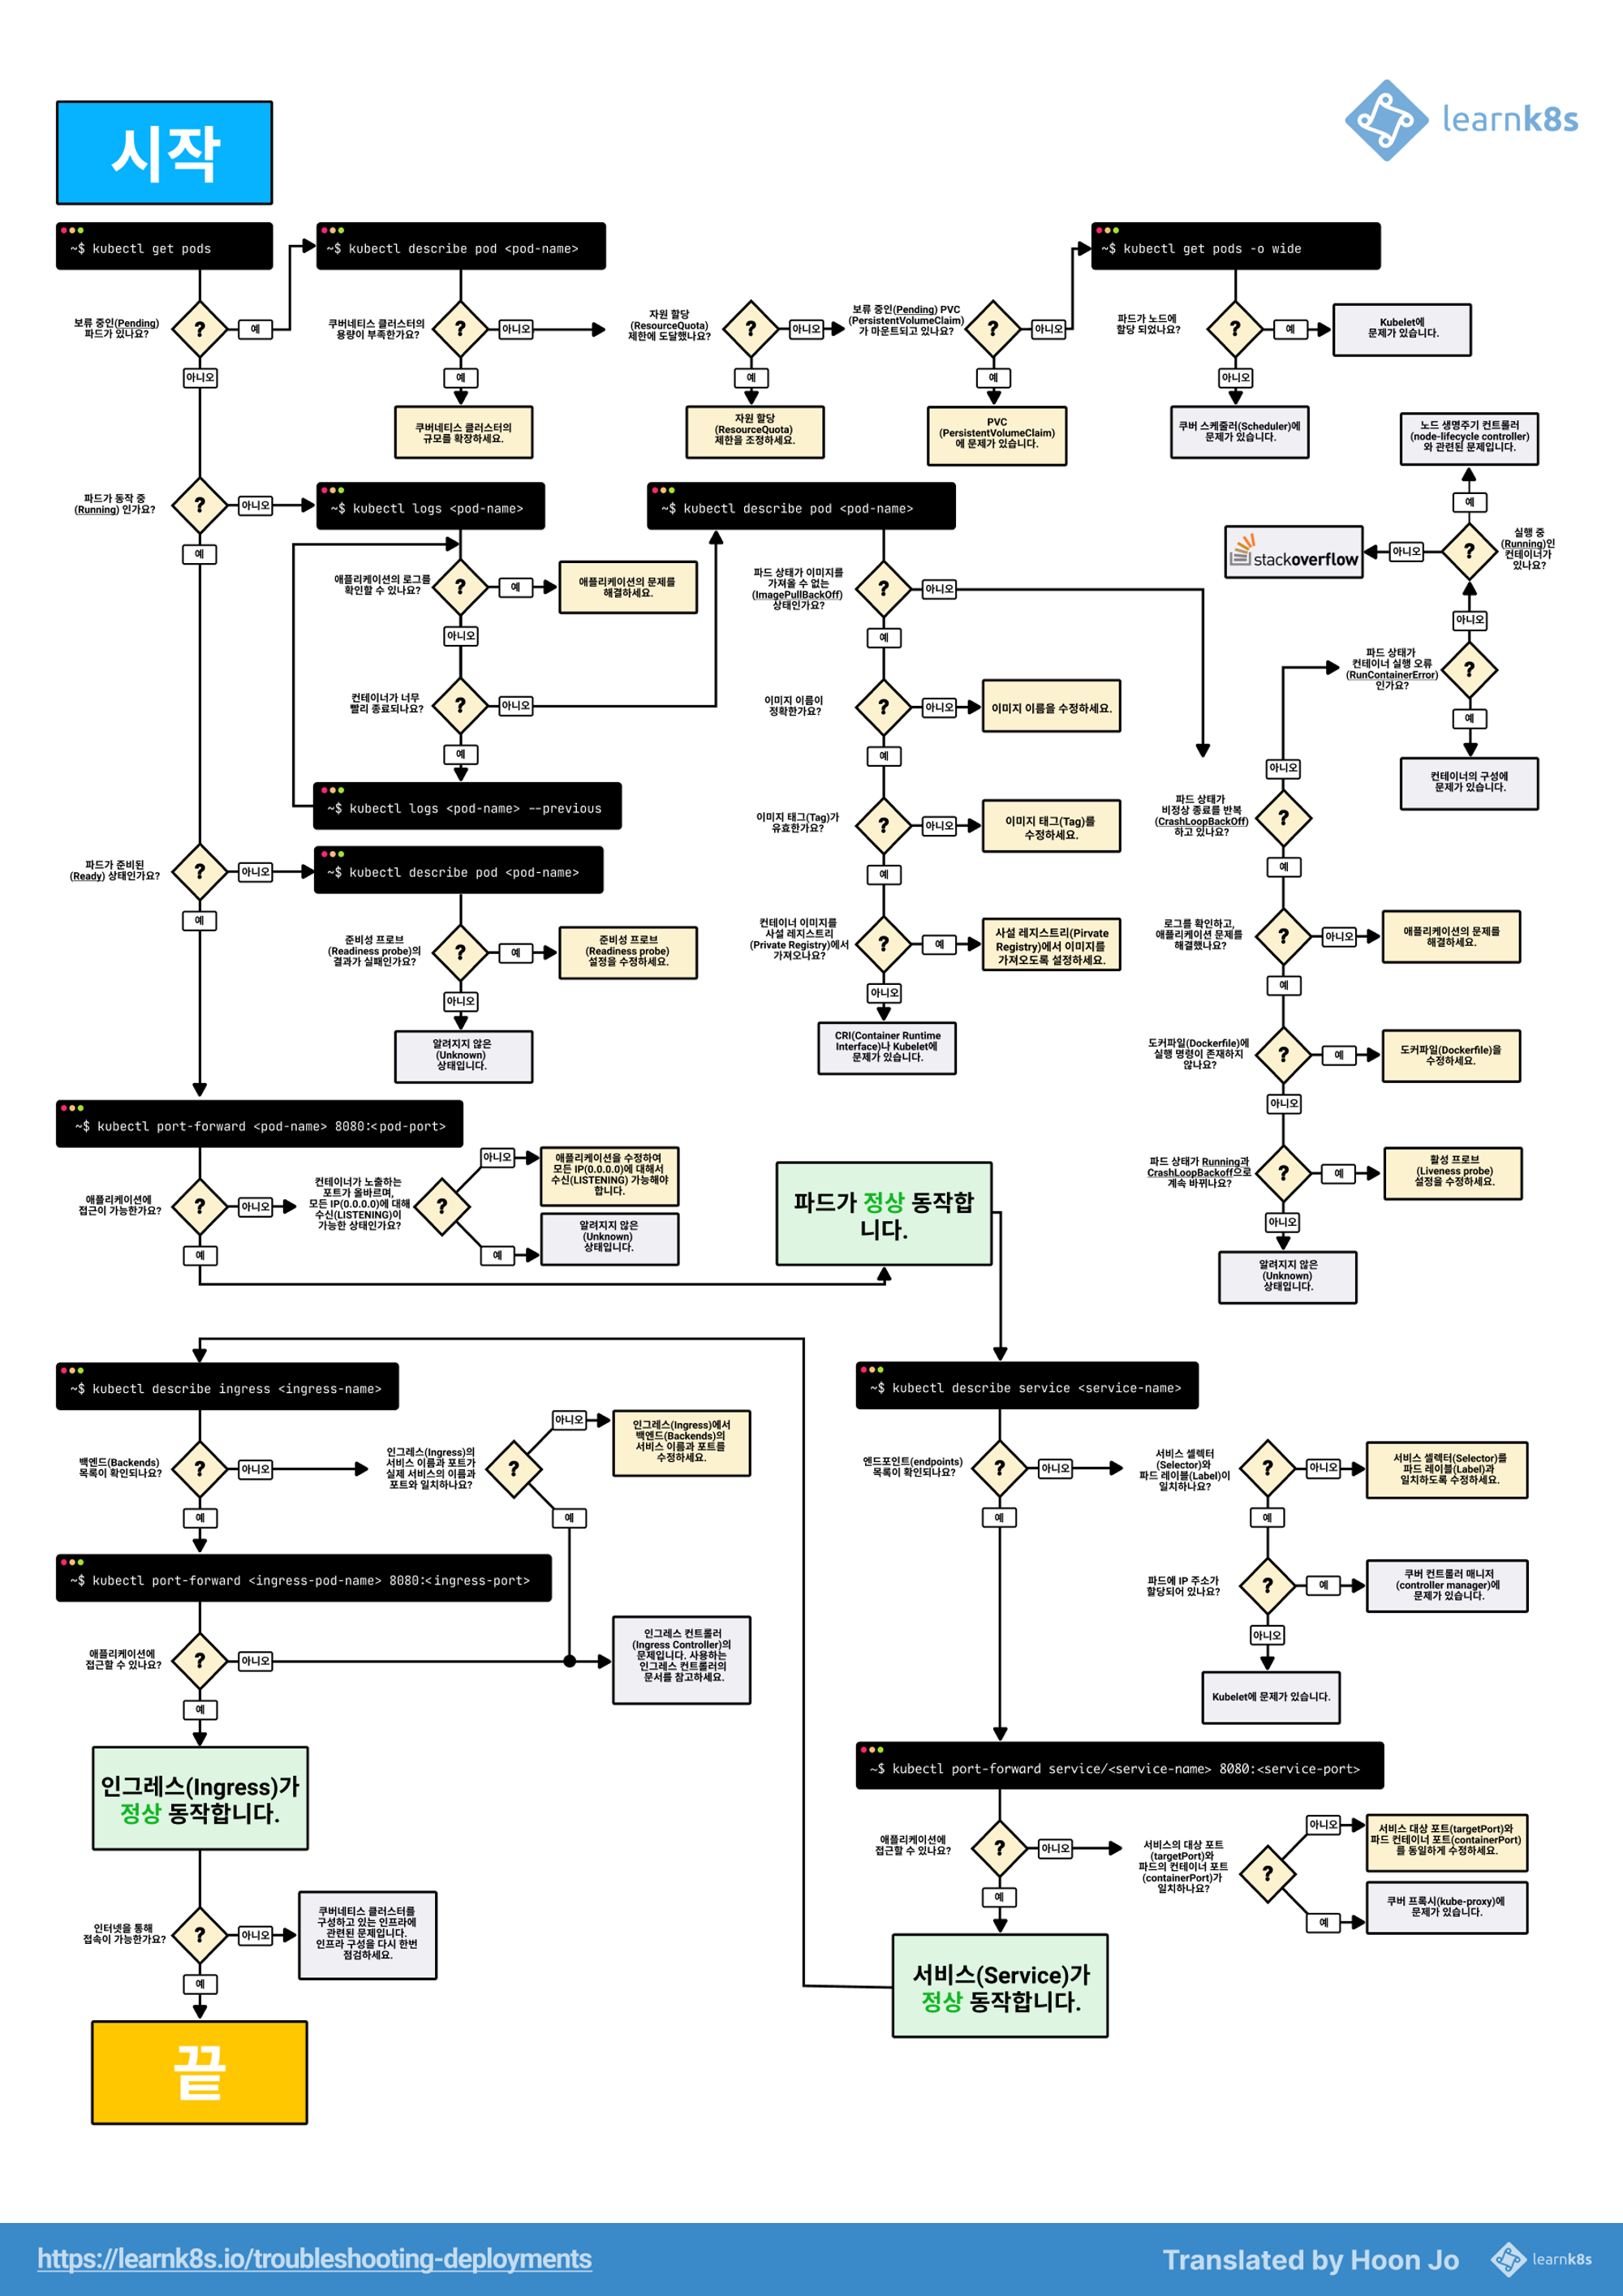 시작
learnk8s
~$ kubectl get pods
보류 중인(Pending)
파드가 있나요?
?
예
아니오
~$ kubectl describe pod <pod-name>
쿠버네티스 클러스터의
용량이 부족한가요?
?
아니오
예
쿠버네티스 클러스터의
규모를 확장하세요.
자원 할당
(ResourceQuota)
제한에 도달했나요?
?
아니오
예
자원 할당
(ResourceQuota)
제한을 조정하세요.
보류 중인(Pending) PVC
(PersistentVolumeClaim)
가 마운트되고 있나요?
?
아니오
예
PVC
(PersistentVolumeClaim)
에 문제가 있습니다.
~$ kubectl get pods -o wide
파드가 노드에
할당 되었나요?
?
예
Kubelet에
문제가 있습니다.
아니오
쿠버 스케줄러(Scheduler)에
문제가 있습니다.
파드가 동작 중
(Running) 인가요?
?
아니오
예
~$ kubectl logs <pod-name>
애플리케이션의 로그를
확인할 수 있나요?
?
예
애플리케이션의 문제를
해결하세요.
아니오
컨테이너가 너무
빨리 종료되나요?
?
아니오
예
~$ kubectl logs <pod-name> --previous
~$ kubectl describe pod <pod-name>
파드 상태가 이미지를
가져올 수 없는
(ImagePullBackOff)
상태인가요?
?
아니오
예
이미지 이름이
정확한가요?
?
아니오
이미지 이름을 수정하세요.
예
이미지 태그(Tag)가
유효한가요?
?
아니오
이미지 태그(Tag)를
수정하세요.
예
컨테이너 이미지를
사설 레지스트리
(Private Registry)에서
가져오나요?
?
예
사설 레지스트리(Pirvate
Registry)에서 이미지를
가져오도록 설정하세요.
아니오
CRI(Container Runtime
Interface)나 Kubelet에
문제가 있습니다.
노드 생명주기 컨트롤러
(node-lifecycle controller)
와 관련된 문제입니다.
예
실행 중
(Running)인
컨테이너가
있나요?
?
아니오
stackoverflow
아니오
파드 상태가
컨테이너 실행 오류
(RunContainerError)
인가요?
?
예
컨테이너의 구성에
문제가 있습니다.
아니오
파드 상태가
비정상 종료를 반복
(CrashLoopBackOff)
하고 있나요?
?
예
로그를 확인하고,
애플리케이션 문제를
해결했나요?
?
아니오
애플리케이션의 문제를
해결하세요.
예
도커파일(Dockerfile)에
실행 명령이 존재하지
않나요?
?
예
도커파일(Dockerfile)을
수정하세요.
아니오
파드 상태가 Running과
CrashLoopBackoff으로
계속 바뀌나요?
?
예
활성 프로브
(Liveness probe)
설정을 수정하세요.
아니오
알려지지 않은
(Unknown)
상태입니다.
파드가 준비된
(Ready) 상태인가요?
?
아니오
예
~$ kubectl describe pod <pod-name>
준비성 프로브
(Readiness probe)의
결과가 실패인가요?
?
예
준비성 프로브
(Readiness probe)
설정을 수정하세요.
아니오
알려지지 않은
(Unknown)
상태입니다.
~$ kubectl port-forward <pod-name> 8080:<pod-port>
애플리케이션에
접근이 가능한가요?
?
아니오
예
컨테이너가 노출하는
포트가 올바르며,
모든 IP(0.0.0.0)에 대해
수신(LISTENING)이
가능한 상태인가요?
?
아니오
애플리케이션을 수정하여
모든 IP(0.0.0.0)에 대해서
수신(LISTENING) 가능해야
합니다.
예
알려지지 않은
(Unknown)
상태입니다.
파드가 정상 동작합
니다.
~$ kubectl describe service <service-name>
엔드포인트(endpoints)
목록이 확인되나요?
?
아니오
예
서비스 셀렉터
(Selector)와
파드 레이블(Label)이
일치하나요?
?
아니오
서비스 셀렉터(Selector)를
파드 레이블(Label)과
일치하도록 수정하세요.
예
파드에 IP 주소가
할당되어 있나요?
?
예
쿠버 컨트롤러 매니저
(controller manager)에
문제가 있습니다.
아니오
Kubelet에 문제가 있습니다.
~$ kubectl port-forward service/<service-name> 8080:<service-port>
애플리케이션에
접근할 수 있나요?
?
아니오
예
서비스의 대상 포트
(targetPort)와
파드의 컨테이너 포트
(containerPort)가
일치하나요?
?
아니오
서비스 대상 포트(targetPort)와
파드 컨테이너 포트(containerPort)
를 동일하게 수정하세요.
예
쿠버 프록시(kube-proxy)에
문제가 있습니다.
서비스(Service)가
정상 동작합니다.
~$ kubectl describe ingress <ingress-name>
백엔드(Backends)
목록이 확인되나요?
?
아니오
예
인그레스(Ingress)의
서비스 이름과 포트가
실제 서비스의 이름과
포트와 일치하나요?
?
아니오
인그레스(Ingress)에서
백엔드(Backends)의
서비스 이름과 포트를
수정하세요.
예
~$ kubectl port-forward <ingress-pod-name> 8080:<ingress-port>
애플리케이션에
접근할 수 있나요?
?
아니오
인그레스 컨트롤러
(Ingress Controller)의
문제입니다. 사용하는
인그레스 컨트롤러의
문서를 참고하세요.
예
인그레스(Ingress)가
정상 동작합니다.
인터넷을 통해
접속이 가능한가요?
?
아니오
쿠버네티스 클러스터를
구성하고 있는 인프라에
관련된 문제입니다.
인프라 구성을 다시 한번
점검하세요.
예
끝
https://learnk8s.io/troubleshooting-deployments
Translated by Hoon Jo
learnk8s